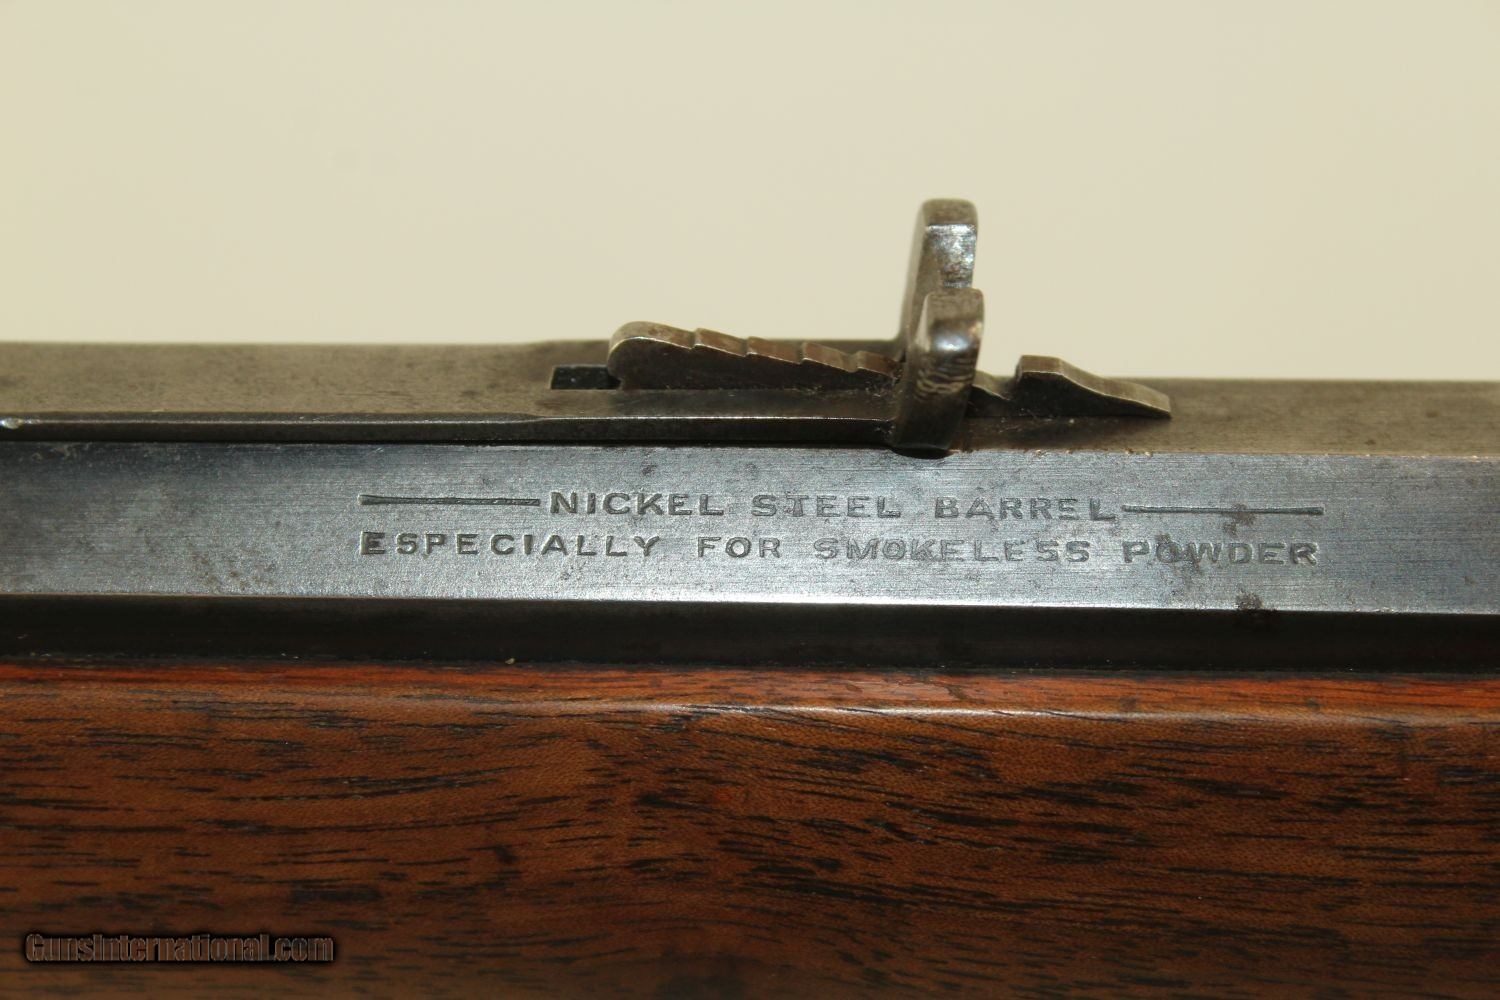 NICKEL STEEL BARREL
ESPECIALLY FOR SMOKELESS POWDER
GunsInternational.com